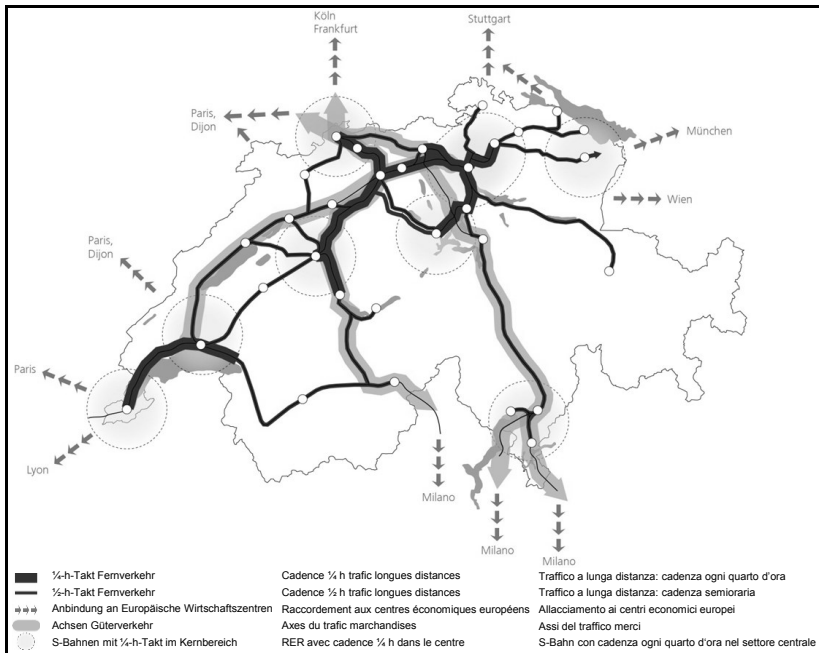 Köln
Frankfurt
Stuttgart
Paris,
Dijon
München
Wien
Paris,
Dijon
Paris
Lyon
Milano
Milano
Milano
¼-h-Takt Fernverkehr Cadence ¼ h trafic longues distances Traffico a lunga distanza: cadenza ogni quarto d'ora
½-h-Takt Fernverkehr Cadence ½ h trafic longues distances Traffico a lunga distanza: cadenza semioraria
Anbindung an Europäische Wirtschaftszentren Raccordement aux centres économiques européens Allacciamento ai centri economici europei
Achsen Güterverkehr Axes du trafic marchandises Assi del traffico merci
S-Bahnen mit ¼-h-Takt im Kernbereich RER avec cadence ¼ h dans le centre S-Bahn con cadenza ogni quarto d'ora nel settore centrale